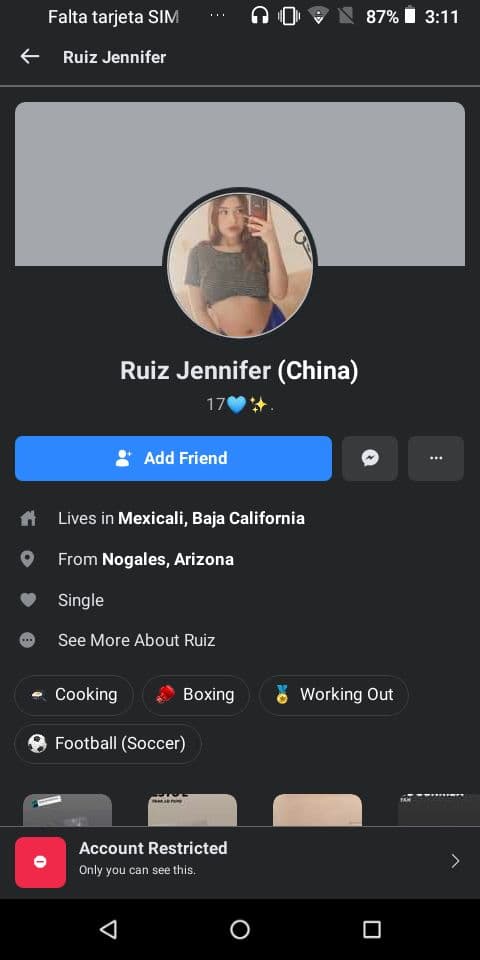 Falta tarjeta SIM ... 87% 3:11
Ruiz Jennifer
Ruiz Jennifer (China)
17💙✨.
Add Friend
Lives in Mexicali, Baja California
From Nogales, Arizona
Single
See More About Ruiz
Cooking Boxing Working Out
Football (Soccer)
Account Restricted
Only you can see this.